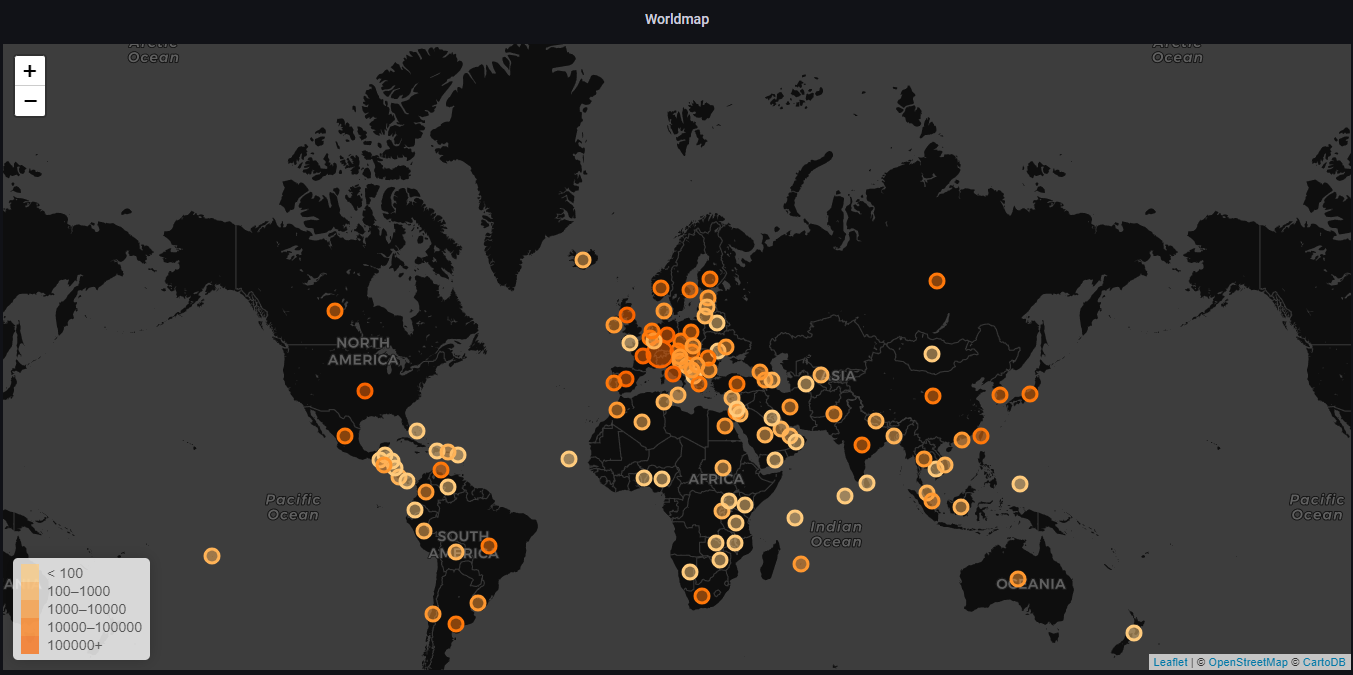 Worldmap
Arctic
Ocean
Arctic
Ocean
+
−
NORTH
AMERICA
ASIA
AFRICA
Pacific
Ocean
Pacific
Ocean
SOUTH
AMERICA
Indian
Ocean
OCEANIA
< 100
100–1000
1000–10000
10000–100000
100000+
Leaflet | © OpenStreetMap © CartoDB